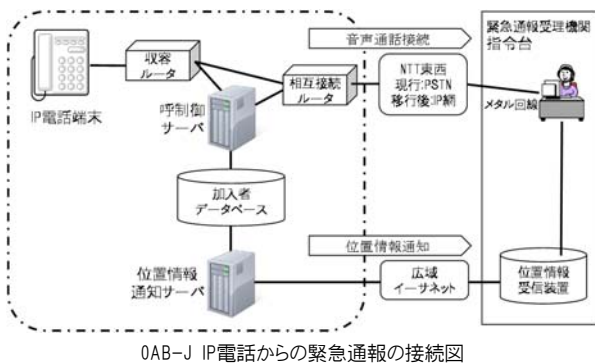 IP電話端末
収容
ルータ
呼制御
サーバ
相互接続
ルータ
加入者
データベース
位置情報
通知サーバ
音声通話接続
NTT東西
現行:PSTN
移行後:IP網
メタル回線
緊急通報受理機関
指令台
位置情報通知
広域
イーサネット
位置情報
受信装置
0AB-J IP電話からの緊急通報の接続図